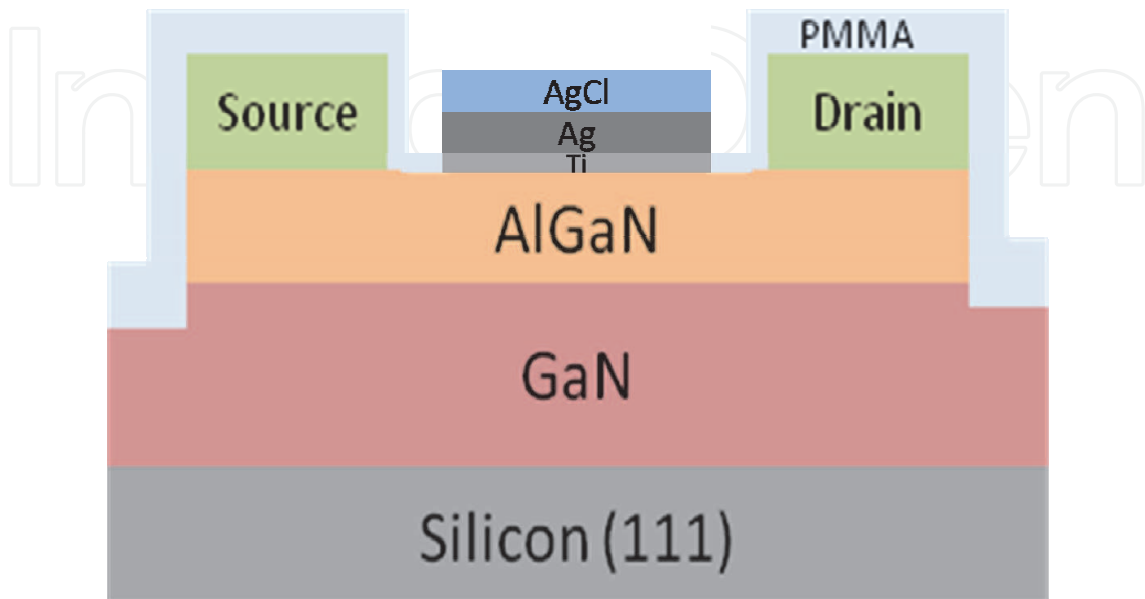 PMMA
Source
AgCl
Drain
Ag
Ti
AlGaN
GaN
Silicon (111)